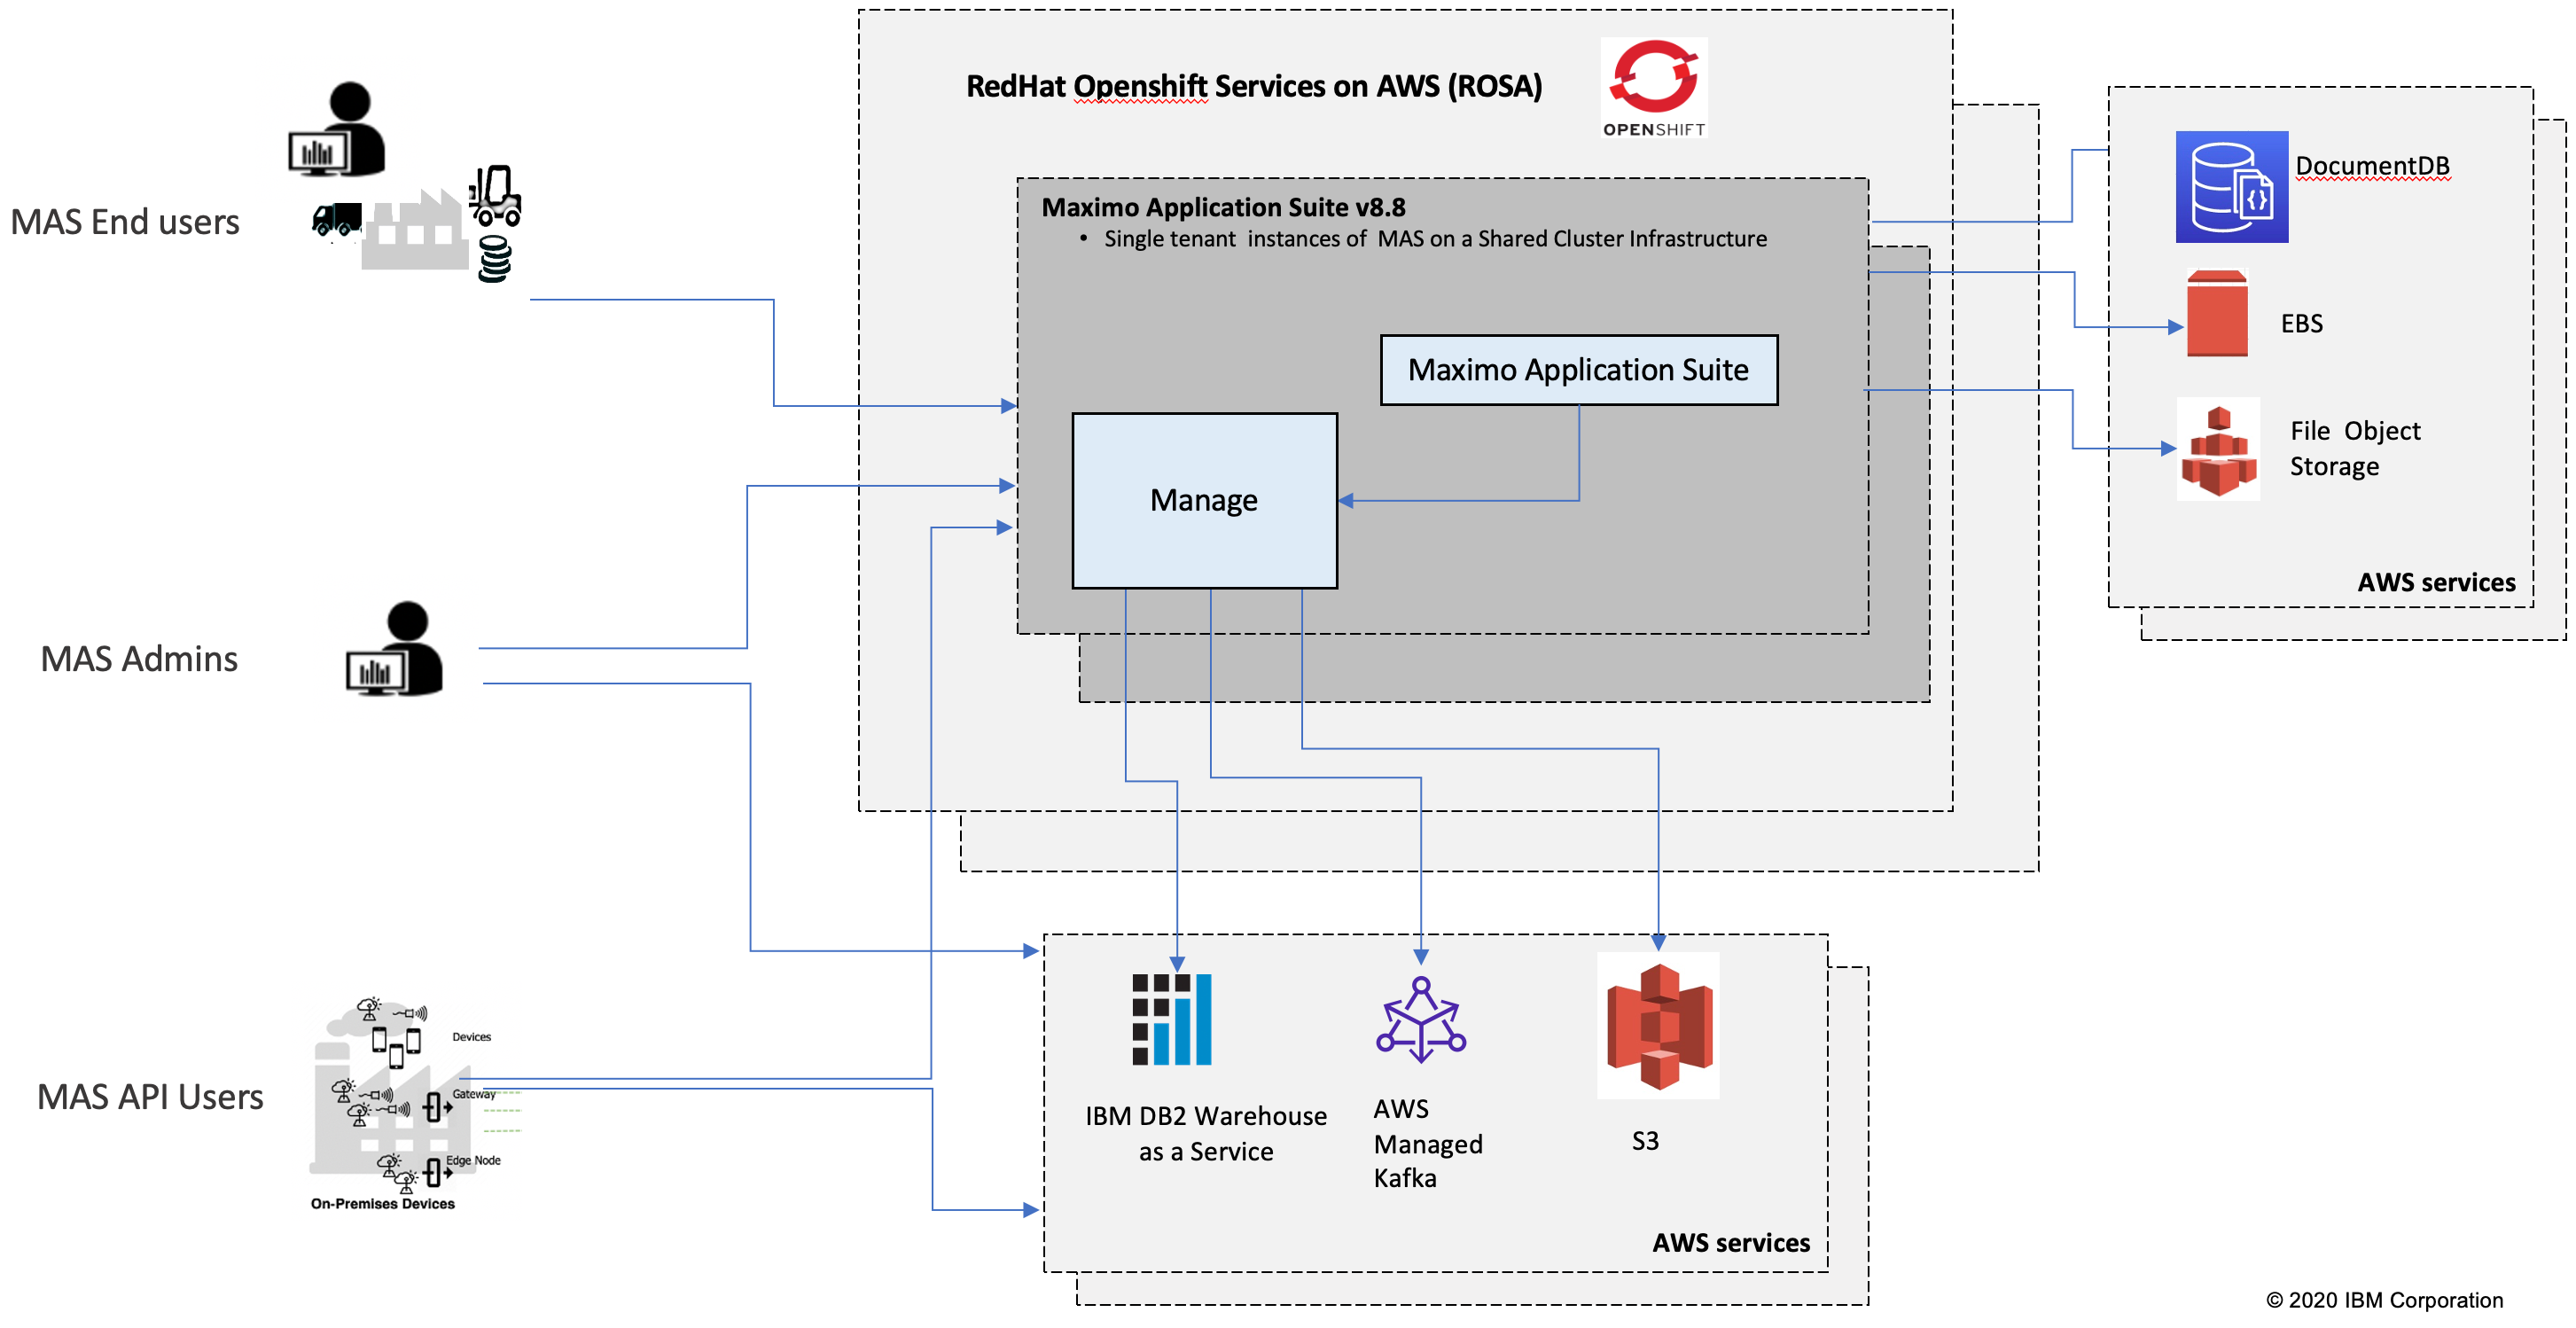 RedHat Openshift Services on AWS (ROSA)
OPENSHIFT
Maximo Application Suite v8.8
• Single tenant instances of MAS on a Shared Cluster Infrastructure
Maximo Application Suite
Manage
MAS End users
MAS Admins
MAS API Users
Devices
Gateway
Edge Node
On-Premises Devices
DocumentDB
EBS
File Object
Storage
AWS services
IBM DB2 Warehouse
as a Service
AWS
Managed
Kafka
S3
AWS services
© 2020 IBM Corporation